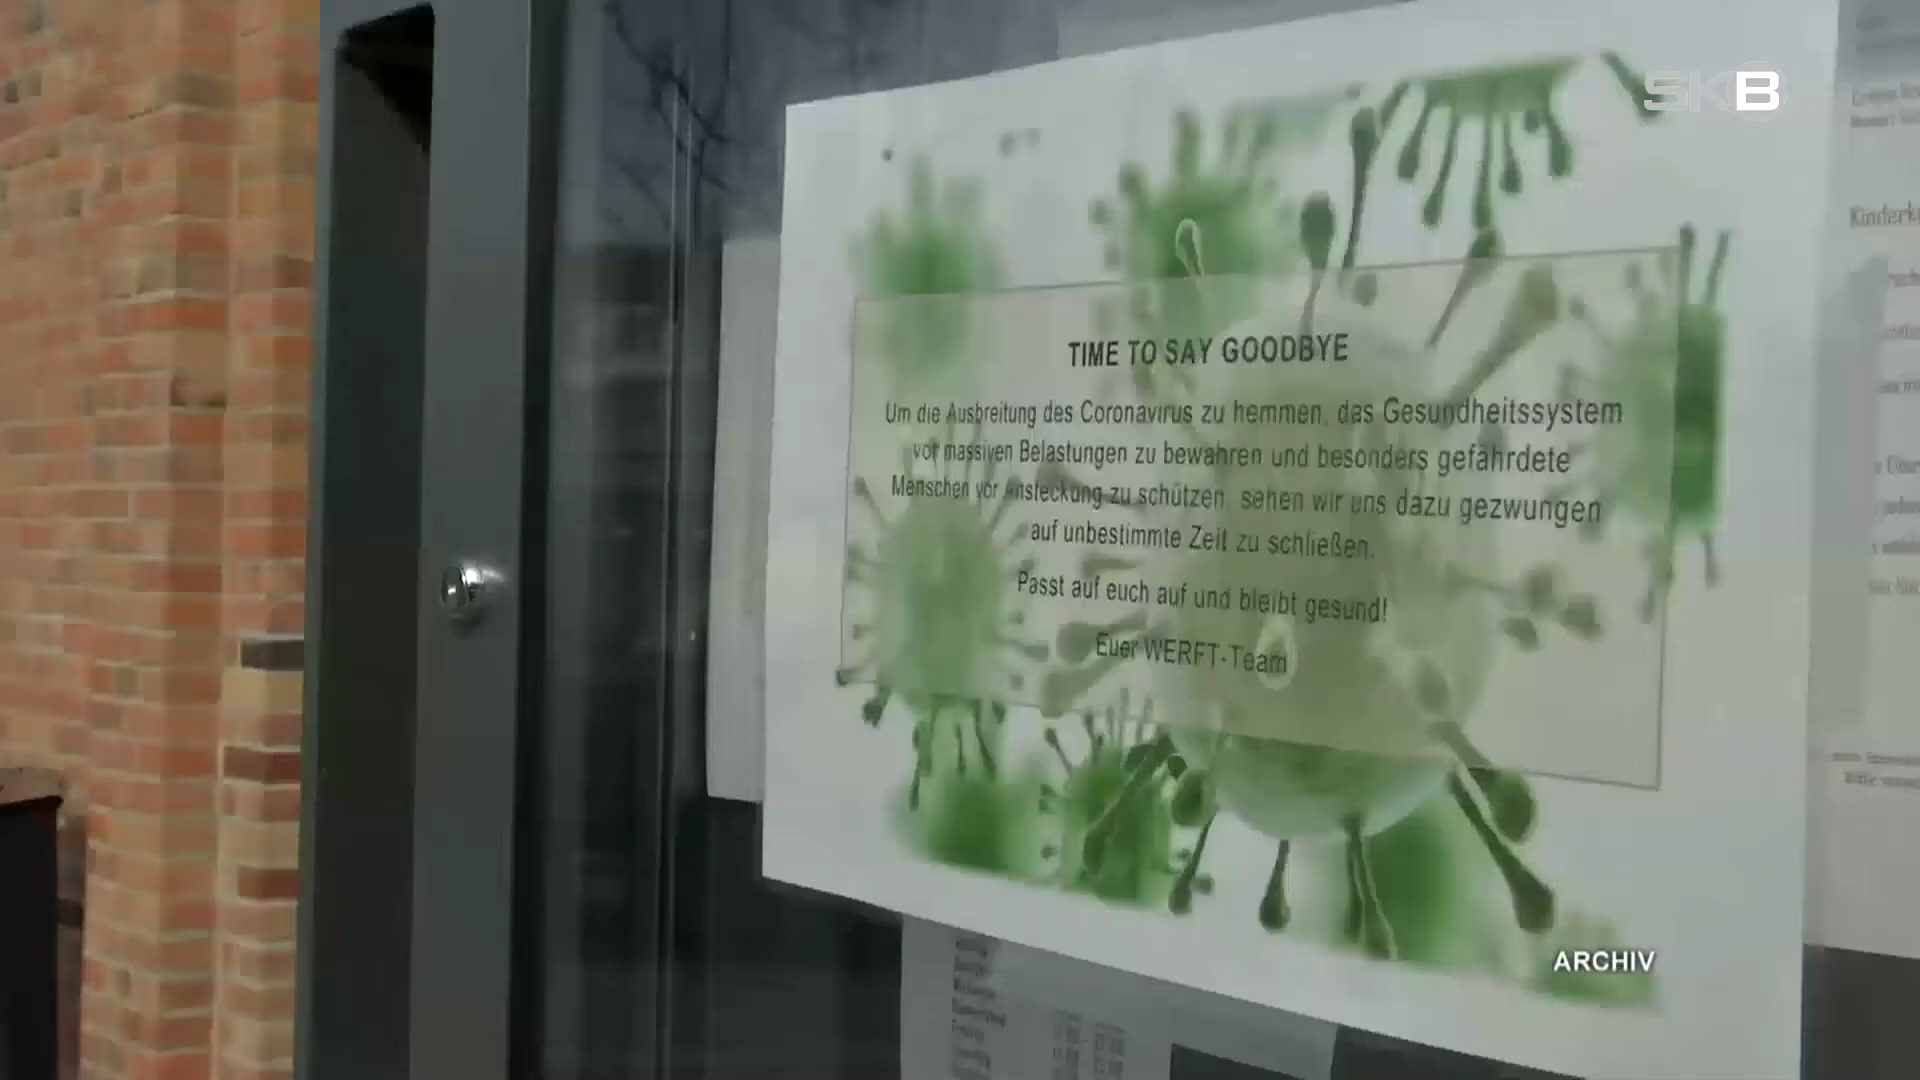 SKB
TIME TO SAY GOODBYE
Um die Ausbreitung des Coronavirus zu hemmen, das Gesundheitssystem
vor massiven Belastungen zu bewahren und besonders gefährdete
Menschen vor Ansteckung zu schützen, sehen wir uns dazu gezwungen
auf unbestimmte Zeit zu schließen.
Passt auf euch auf und bleibt gesund!
Euer WERFT-Team
ARCHIV